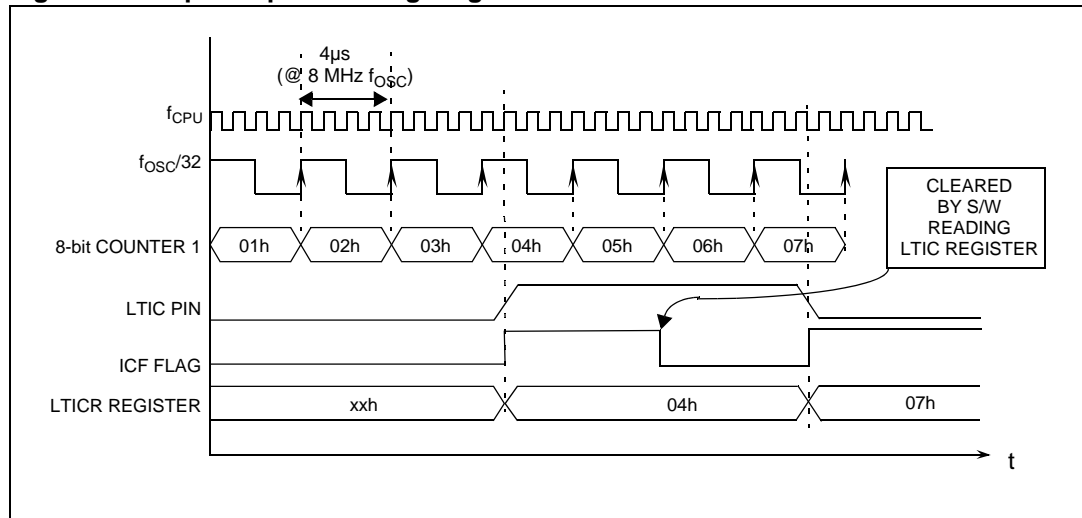 4µs
(@ 8 MHz fOSC)
fCPU
fOSC/32
CLEARED
BY S/W
READING
LTIC REGISTER
8-bit COUNTER 1 01h 02h 03h 04h 05h 06h 07h
LTIC PIN
ICF FLAG
LTICR REGISTER xxh 04h 07h
t